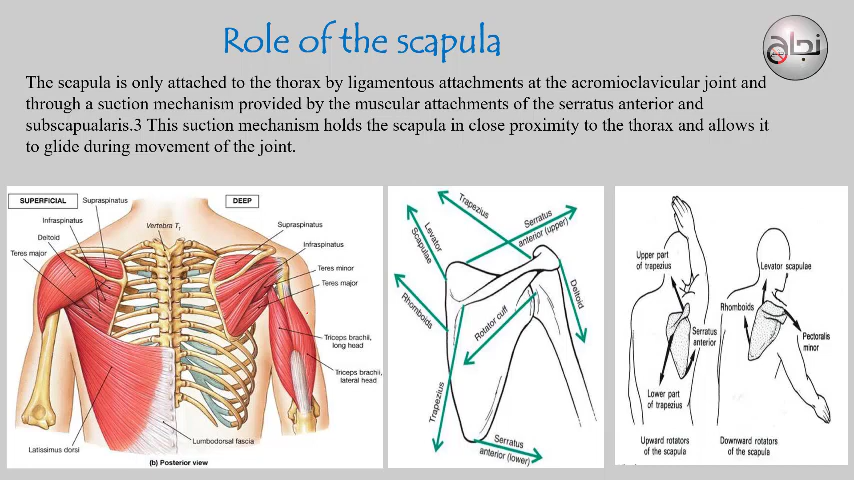 Role of the scapula
نجاح
The scapula is only attached to the thorax by ligamentous attachments at the acromioclavicular joint and
through a suction mechanism provided by the muscular attachments of the serratus anterior and
subscapualaris.3 This suction mechanism holds the scapula in close proximity to the thorax and allows it
to glide during movement of the joint.
SUPERFICIAL
Supraspinatus
DEEP
Infraspinatus
Vertebra T1
Supraspinatus
Deltoid
Infraspinatus
Teres major
Teres minor
Teres major
Triceps brachii,
long head
Triceps brachii,
lateral head
Lumbodorsal fascia
Latissimus dorsi
(b) Posterior view
Trapezius
Serratus
anterior (upper)
Levator
Scapulae
Rhomboids
Deltoid
Rotator cuff
Trapezius
Serratus
anterior (lower)
Upper part
of trapezius
Serratus
anterior
Lower part
of trapezius
Upward rotators
of the scapula
Levator scapulae
Rhomboids
Pectoralis
minor
Downward rotators
of the scapula